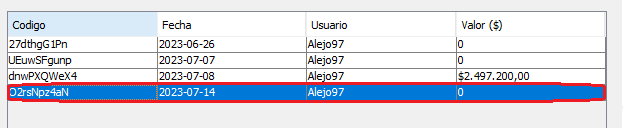 Codigo Fecha Usuario Valor ($)
27dthgG1Pn 2023-06-26 Alejo97 0
UEuwSFgunp 2023-07-07 Alejo97 0
dnwPXQWeX4 2023-07-08 Alejo97 $2.497.200,00
O2rsNpz4aN 2023-07-14 Alejo97 0